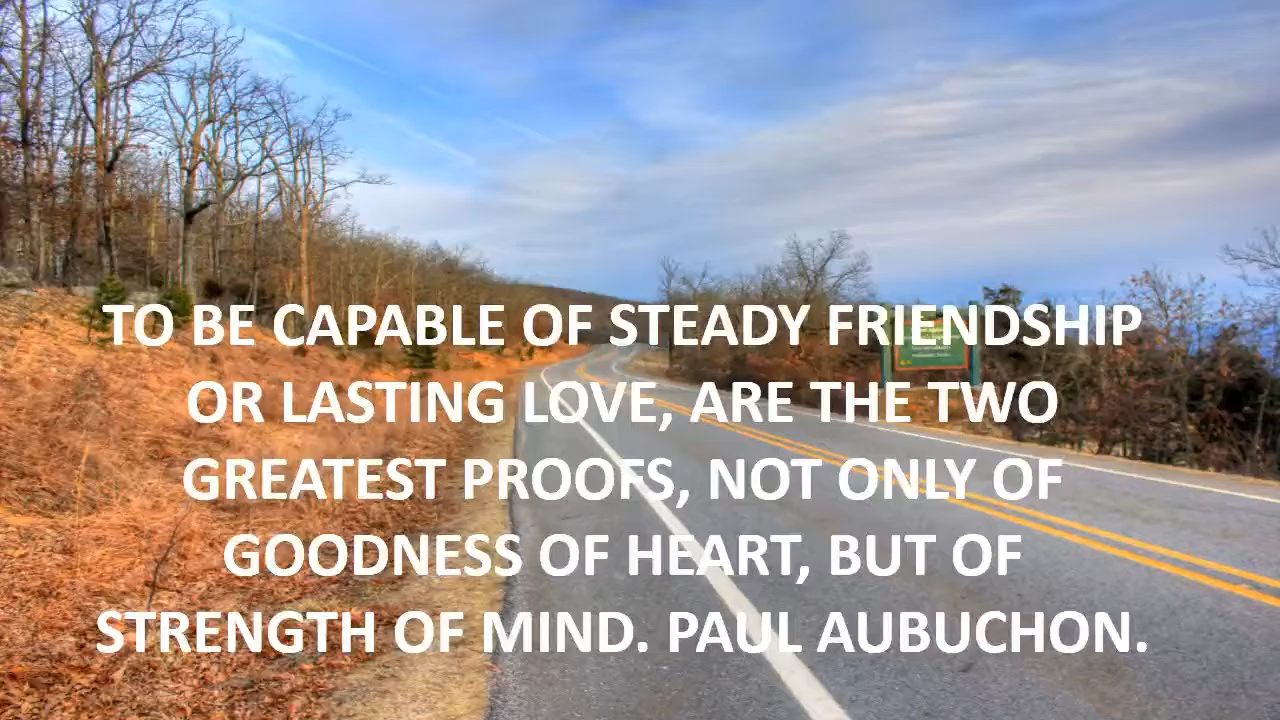 TO BE CAPABLE OF STEADY FRIENDSHIP
OR LASTING LOVE, ARE THE TWO
GREATEST PROOFS, NOT ONLY OF
GOODNESS OF HEART, BUT OF
STRENGTH OF MIND. PAUL AUBUCHON.